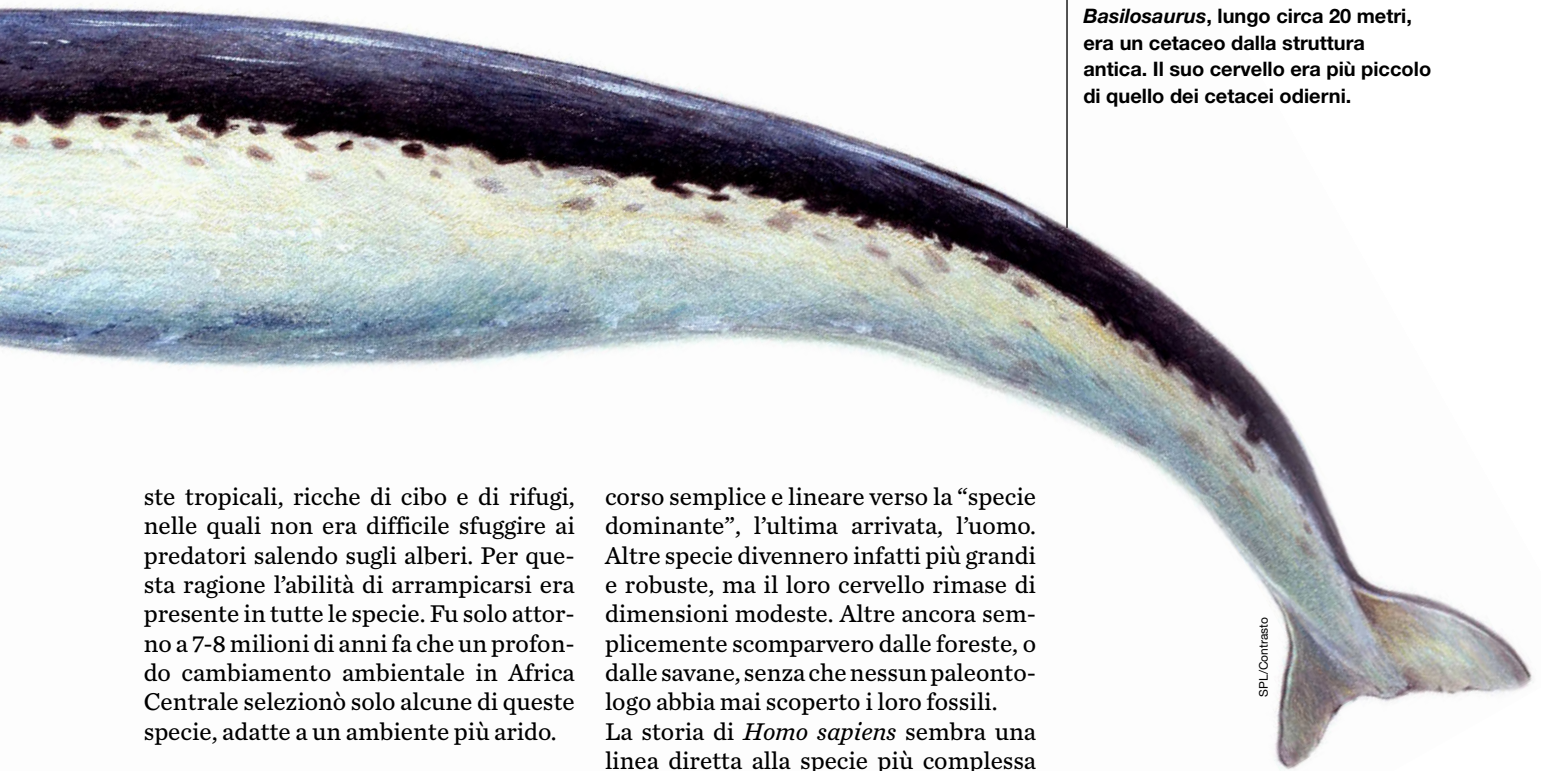 Basilosaurus, lungo circa 20 metri,
era un cetaceo dalla struttura
antica. Il suo cervello era più piccolo
di quello dei cetacei odierni.
ste tropicali, ricche di cibo e di rifugi,
nelle quali non era difficile sfuggire ai
predatori salendo sugli alberi. Per que-
sta ragione l’abilità di arrampicarsi era
presente in tutte le specie. Fu solo attor-
no a 7-8 milioni di anni fa che un profon-
do cambiamento ambientale in Africa
Centrale selezionò solo alcune di queste
specie, adatte a un ambiente più arido.
corso semplice e lineare verso la “specie
dominante”, l’ultima arrivata, l’uomo.
Altre specie divennero infatti più grandi
e robuste, ma il loro cervello rimase di
dimensioni modeste. Altre ancora sem-
plicemente scomparvero dalle foreste, o
dalle savane, senza che nessun paleonto-
logo abbia mai scoperto i loro fossili.
La storia di Homo sapiens sembra una
linea diretta alla specie più complessa
SPL/Contrasto